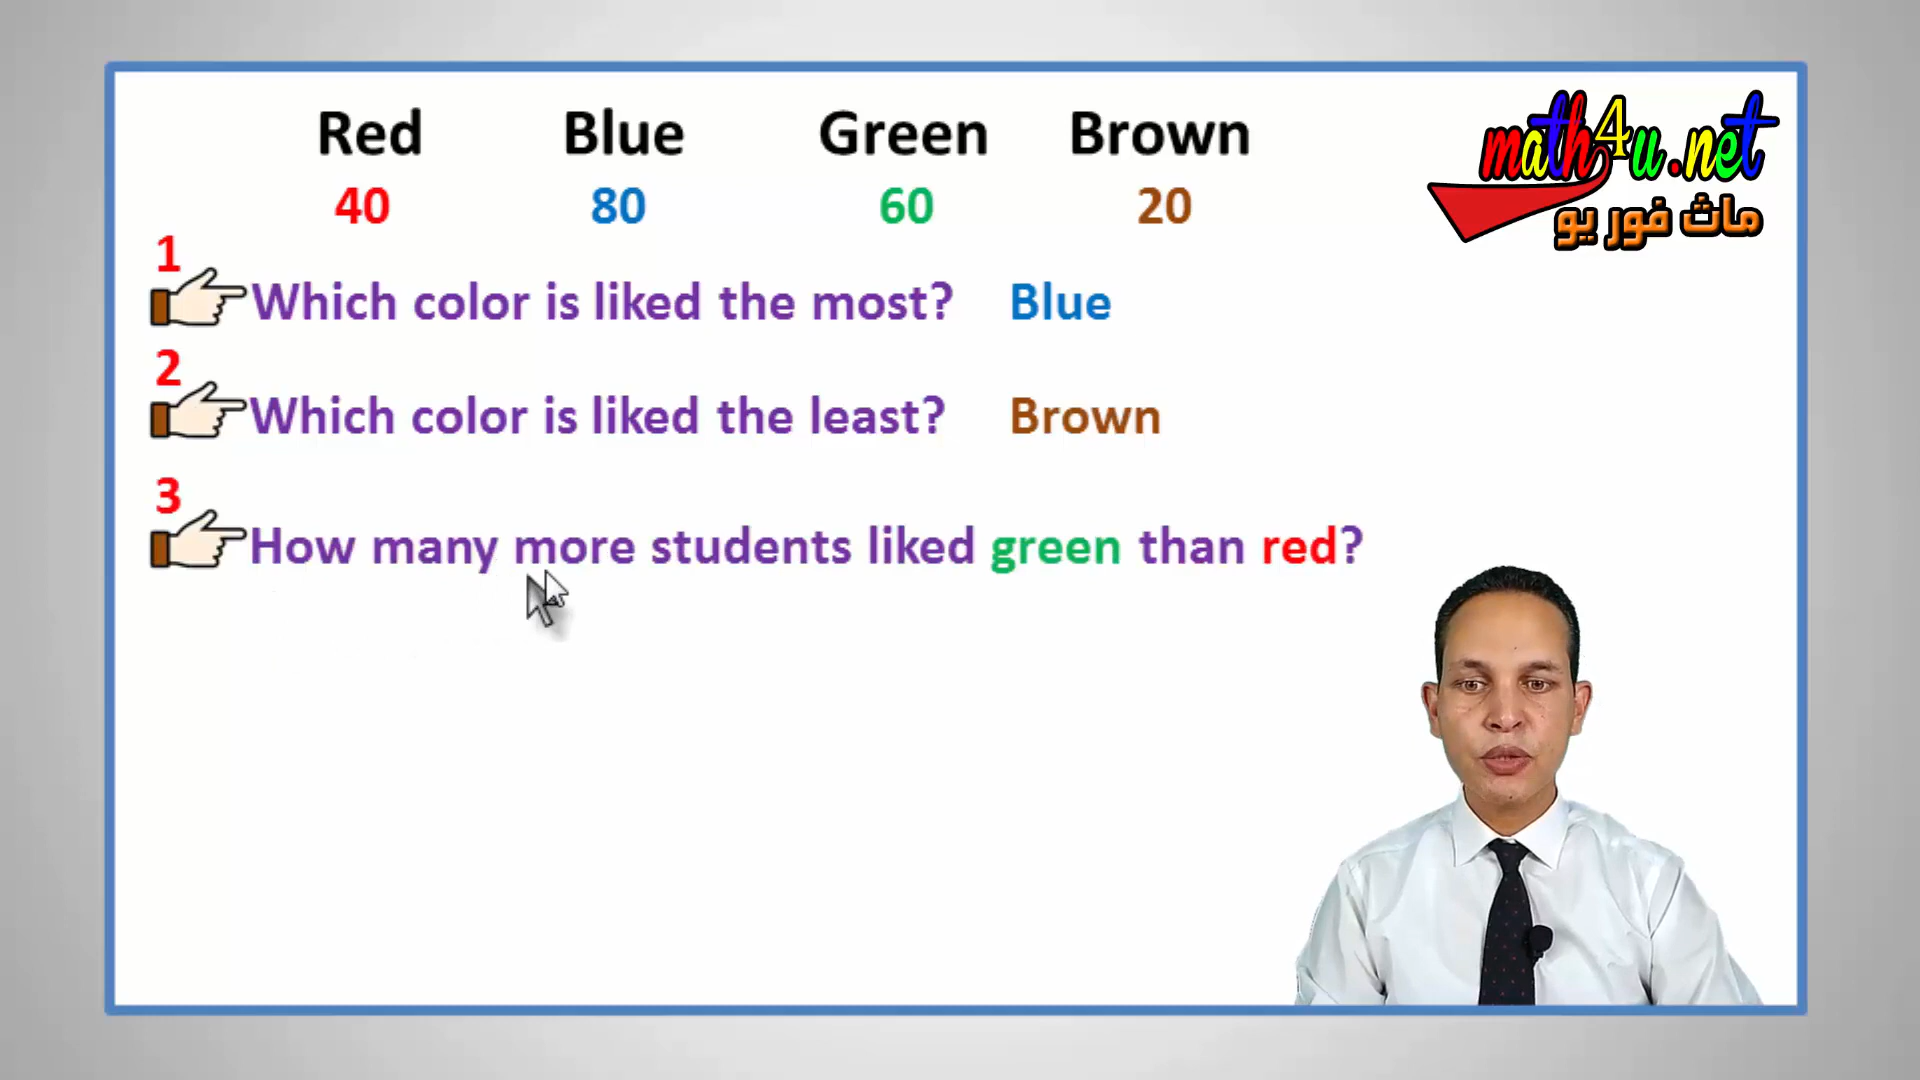 Red Blue Green Brown
40 80 60 20
math4u.net
ماث فور يو
1
Which color is liked the most? Blue
2
Which color is liked the least? Brown
3
How many more students liked green than red?